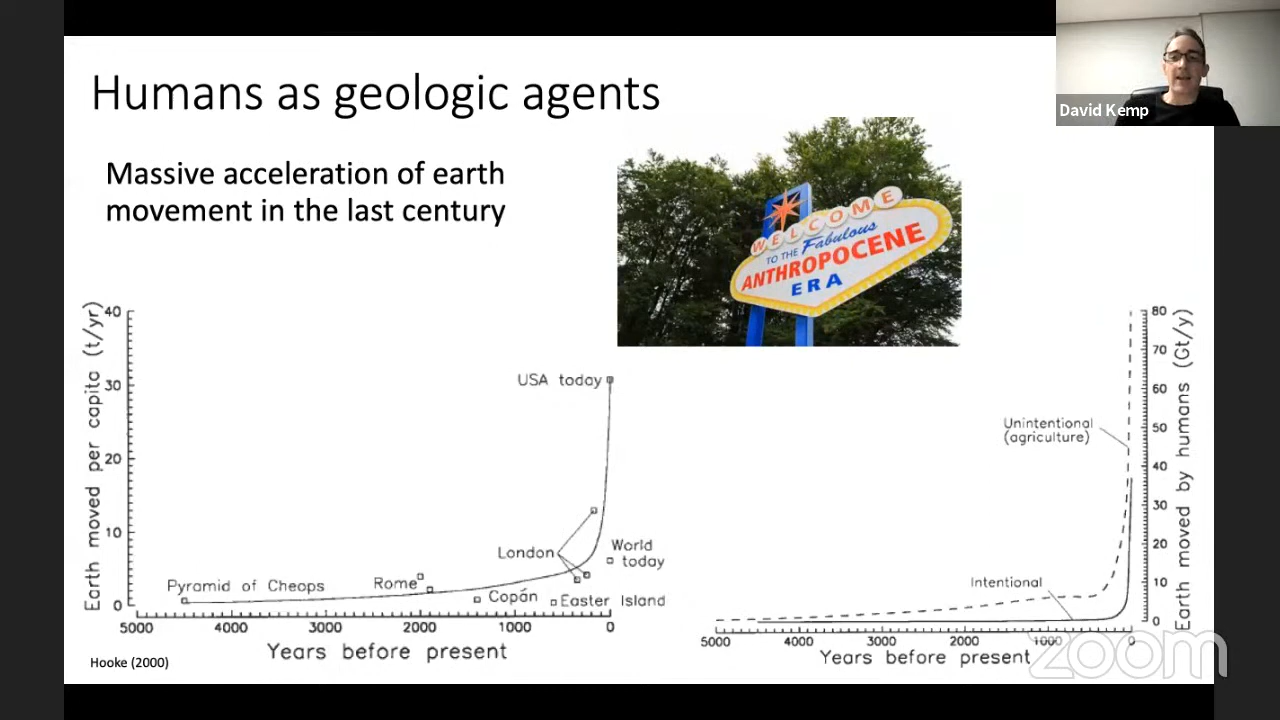 Humans as geologic agents
David Kemp
Massive acceleration of earth
movement in the last century
WELCOME
TO THE Fabulous
ANTHROPOCENE
ERA
Earth moved per capita (t/yr)
40
30
20
10
0
USA today
London
World
today
Pyramid of Cheops
Rome
Copán
Easter Island
5000
4000
3000
2000
1000
0
Years before present
Hooke (2000)
Earth moved by humans (Gt/y)
80
70
60
50
40
30
20
10
0
Unintentional
(agriculture)
Intentional
5000
4000
3000
2000
1000
0
Years before present
zoom